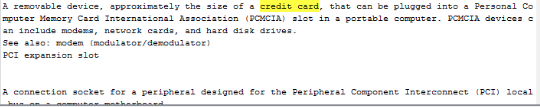 A removable device, approximately the size of a credit card, that can be plugged into a Personal Co
mputer Memory Card International Association (PCMCIA) slot in a portable computer. PCMCIA devices c
an include modems, network cards, and hard disk drives.
See also: modem (modulator/demodulator)
PCI expansion slot
A connection socket for a peripheral designed for the Peripheral Component Interconnect (PCI) local
bus on a computer motherboard